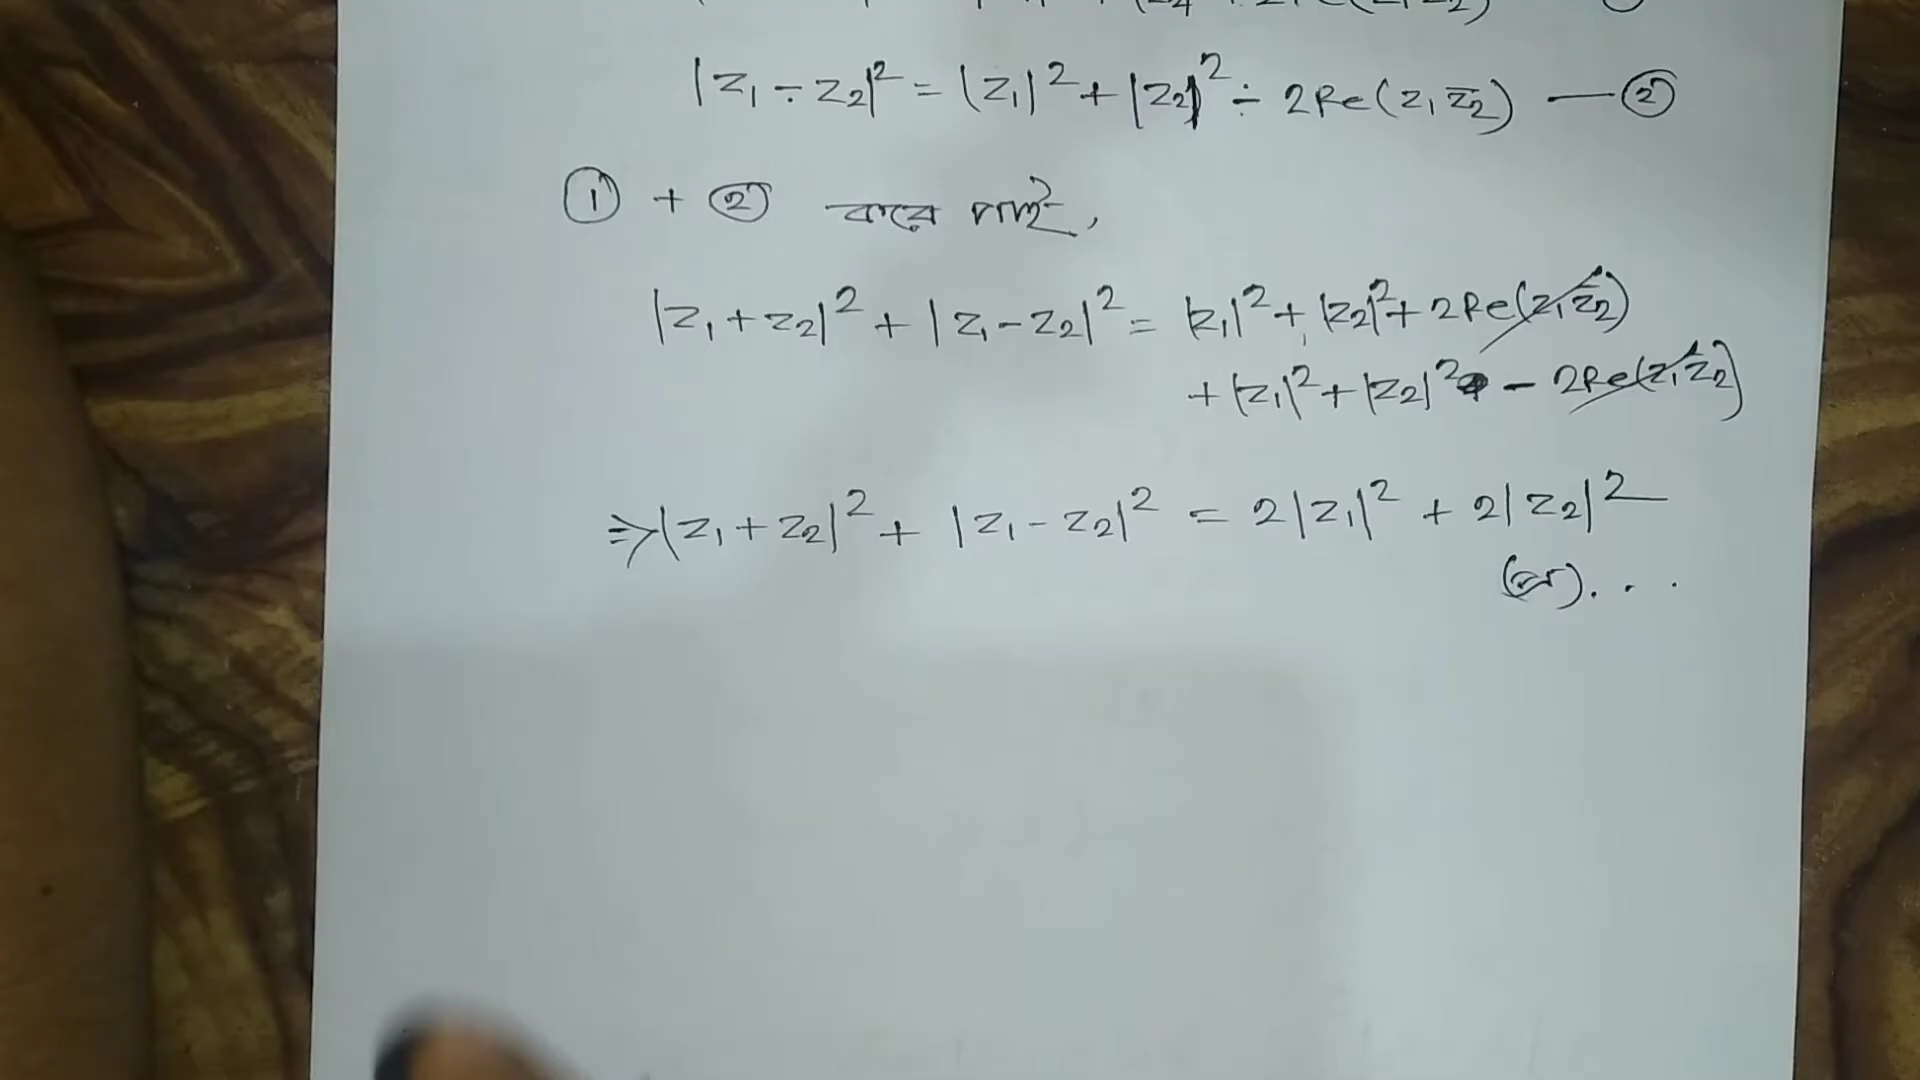 |z₁ ÷ z₂|² = |z₁|² + |z₂|² ÷ 2Re(z₁z̄₂) — ②
① + ② করে পাই,
|z₁ + z₂|² + |z₁ - z₂|² = |z₁|² + |z₂|² + 2Re(z₁z̄₂)
+ |z₁|² + |z₂|² - 2Re(z₁z̄₂)
⇒ |z₁ + z₂|² + |z₁ - z₂|² = 2|z₁|² + 2|z₂|²